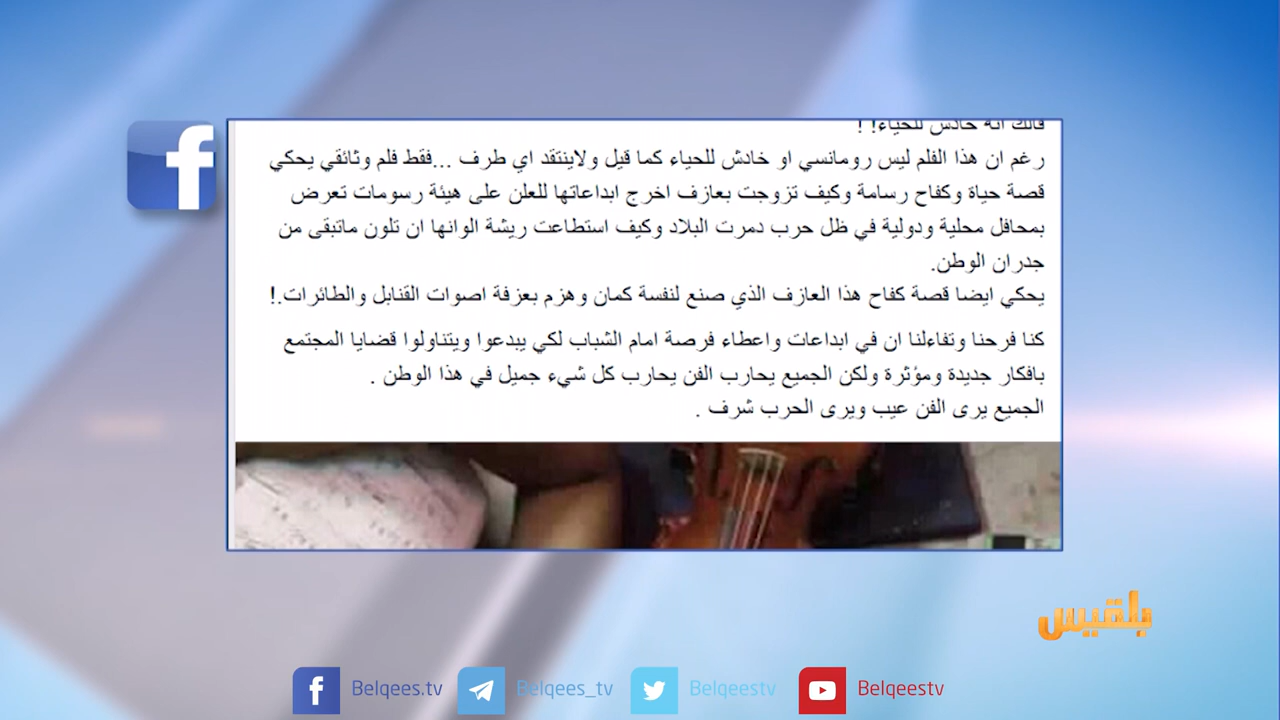 قالك انه خادش للحياء! !
رغم ان هذا الفلم ليس رومانسي او خادش للحياء كما قيل ولاينتقد اي طرف ...فقط فلم وثائقي يحكي
قصة حياة وكفاح رسامة وكيف تزوجت بعازف اخرج ابداعاتها للعلن على هيئة رسومات تعرض
بمحافل محلية ودولية في ظل حرب دمرت البلاد وكيف استطاعت ريشة الوانها ان تلون ماتبقى من
جدران الوطن.
يحكي ايضا قصة كفاح هذا العازف الذي صنع لنفسة كمان وهزم بعزفة اصوات القنابل والطائرات.!
كنا فرحنا وتفاءلنا ان في ابداعات واعطاء فرصة امام الشباب لكي يبدعوا ويتناولوا قضايا المجتمع
بافكار جديدة ومؤثرة ولكن الجميع يحارب الفن يحارب كل شيء جميل في هذا الوطن .
الجميع يرى الفن عيب ويرى الحرب شرف .
بلقيس
Belqees.tv
Belqees_tv
Belqeestv
Belqeestv